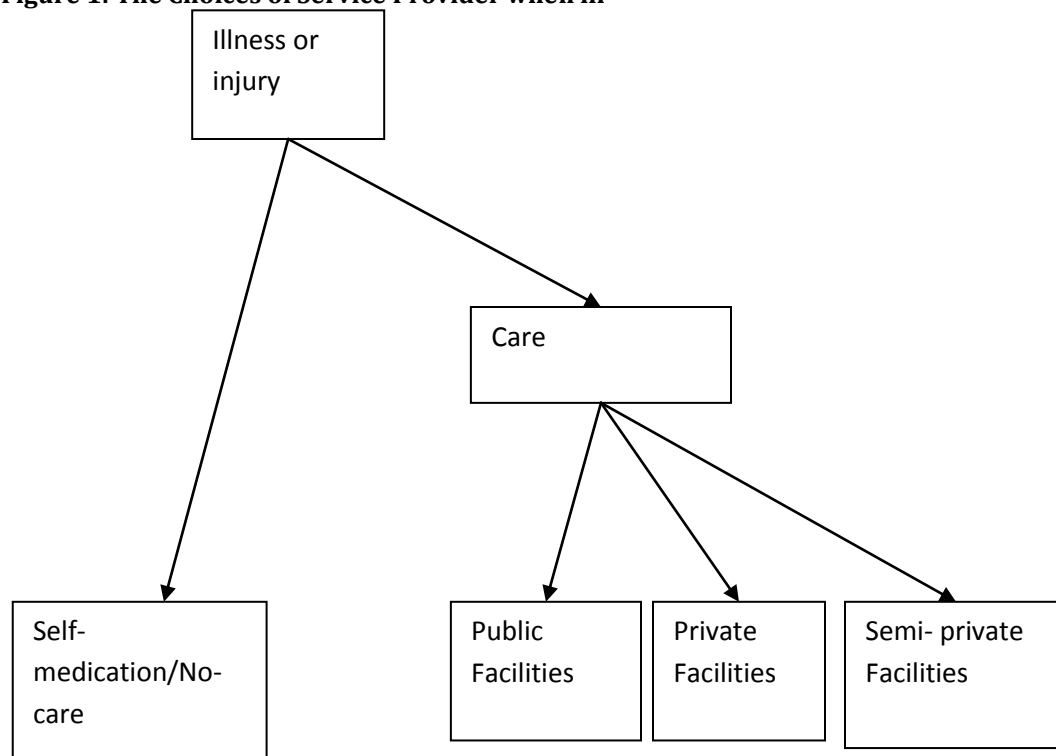 Figure 1: The Choices of Service Provider when ill
Illness or
injury
Care
Self-
medication/No-
care
Public
Facilities
Private
Facilities
Semi- private
Facilities